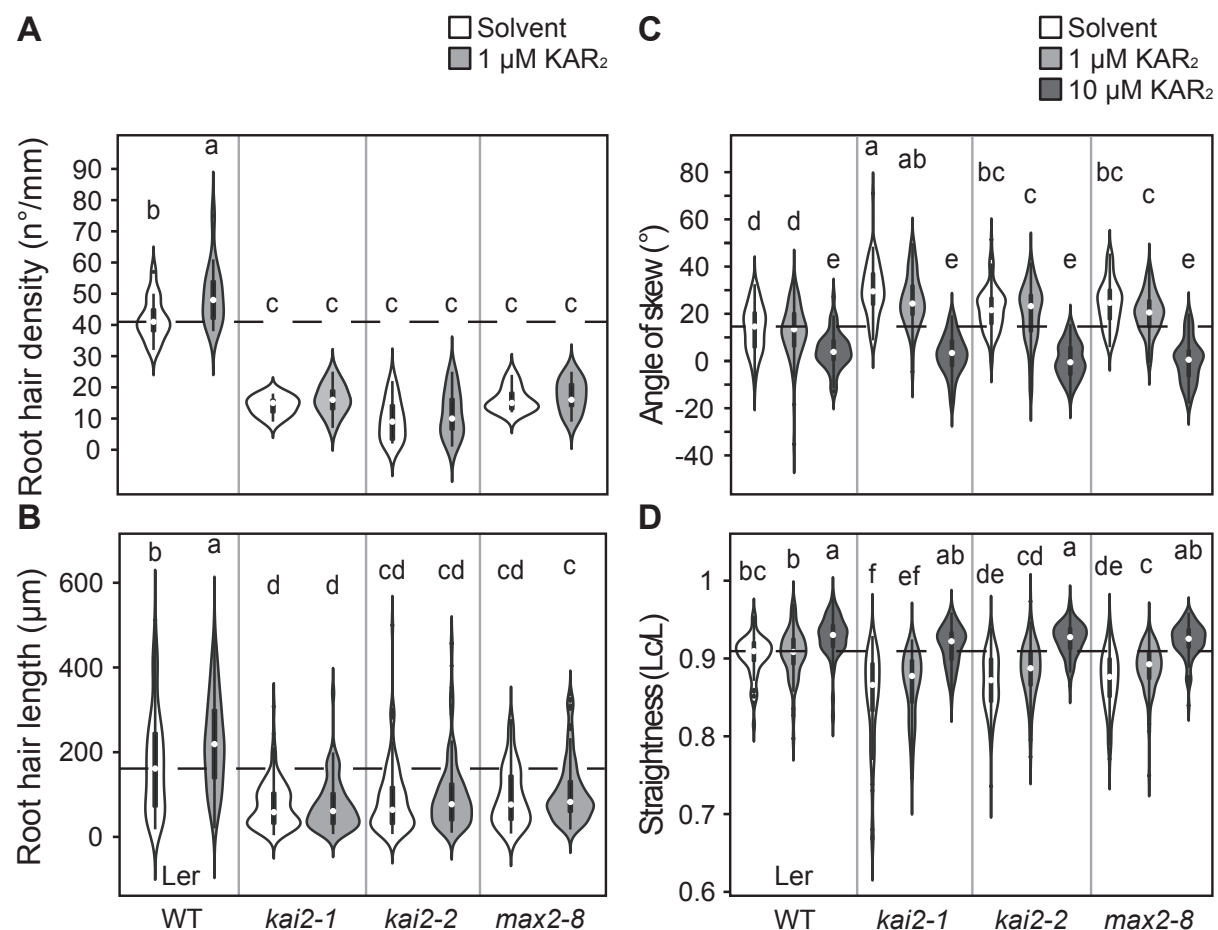 A
Solvent
1 µM KAR₂
Root hair density (n°/mm)
90
80
70
60
50
40
30
20
10
0
b
a
c
c
c
c
c
c
B
Root hair length (µm)
600
400
200
0
b
a
d
d
cd
cd
cd
c
Ler
WT
kai2-1
kai2-2
max2-8
C
Solvent
1 µM KAR₂
10 µM KAR₂
Angle of skew (°)
80
60
40
20
0
-20
-40
d
d
e
a
ab
e
bc
c
e
bc
c
e
D
Straightness (Lc/L)
1
0.9
0.8
0.7
0.6
bc
b
a
f
ef
ab
de
cd
a
de
c
ab
Ler
WT
kai2-1
kai2-2
max2-8